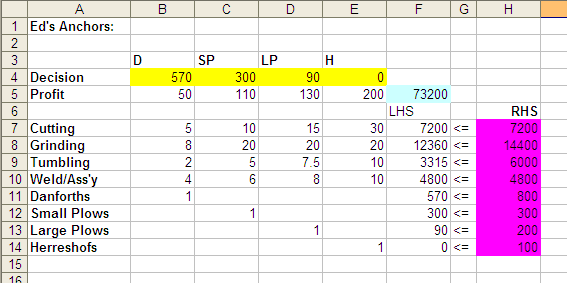 A B C D E F G H
1 Ed's Anchors:
2
3 D SP LP H
4 Decision 570 300 90 0
5 Profit 50 110 130 200 73200
6 LHS RHS
7 Cutting 5 10 15 30 7200 <= 7200
8 Grinding 8 20 20 20 12360 <= 14400
9 Tumbling 2 5 7.5 10 3315 <= 6000
10 Weld/Ass'y 4 6 8 10 4800 <= 4800
11 Danforths 1 570 <= 800
12 Small Plows 1 300 <= 300
13 Large Plows 1 90 <= 200
14 Herreshofs 1 0 <= 100
15
16